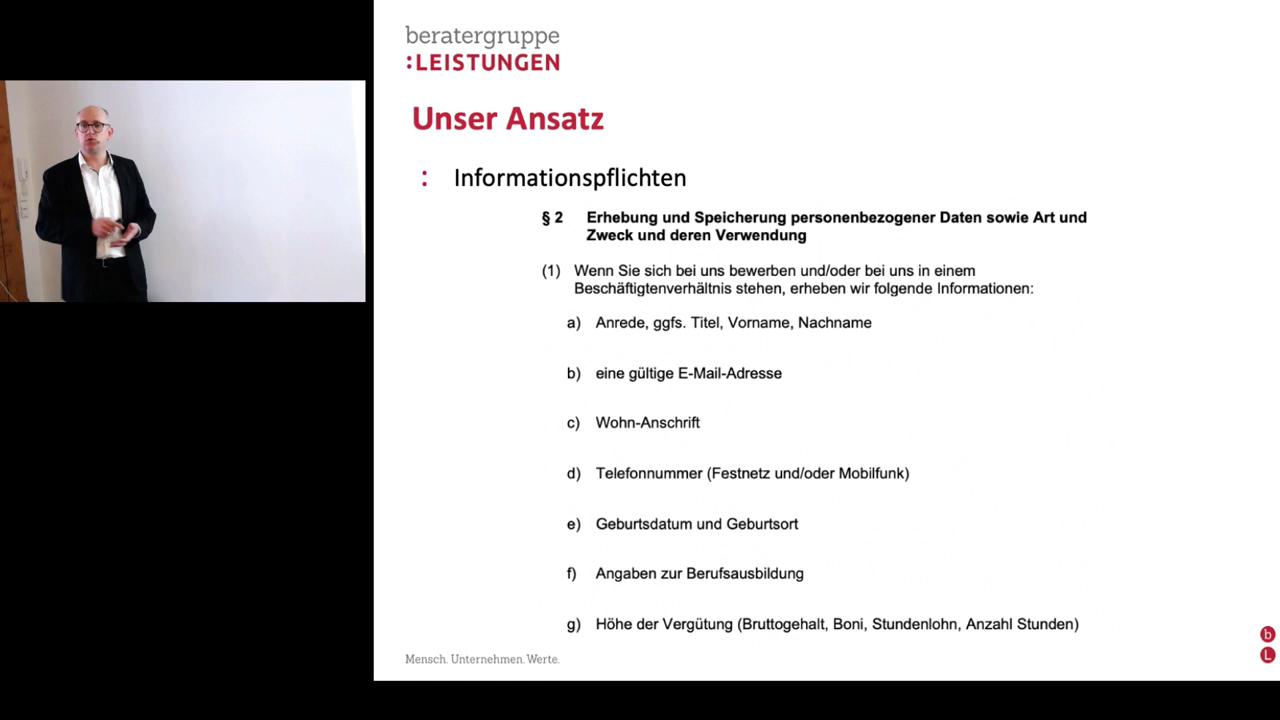 beratergruppe
:LEISTUNGEN
Unser Ansatz
: Informationspflichten
§ 2 Erhebung und Speicherung personenbezogener Daten sowie Art und
Zweck und deren Verwendung
(1) Wenn Sie sich bei uns bewerben und/oder bei uns in einem
Beschäftigtenverhältnis stehen, erheben wir folgende Informationen:
a) Anrede, ggfs. Titel, Vorname, Nachname
b) eine gültige E-Mail-Adresse
c) Wohn-Anschrift
d) Telefonnummer (Festnetz und/oder Mobilfunk)
e) Geburtsdatum und Geburtsort
f) Angaben zur Berufsausbildung
g) Höhe der Vergütung (Bruttogehalt, Boni, Stundenlohn, Anzahl Stunden)
Mensch. Unternehmen. Werte.
b
L